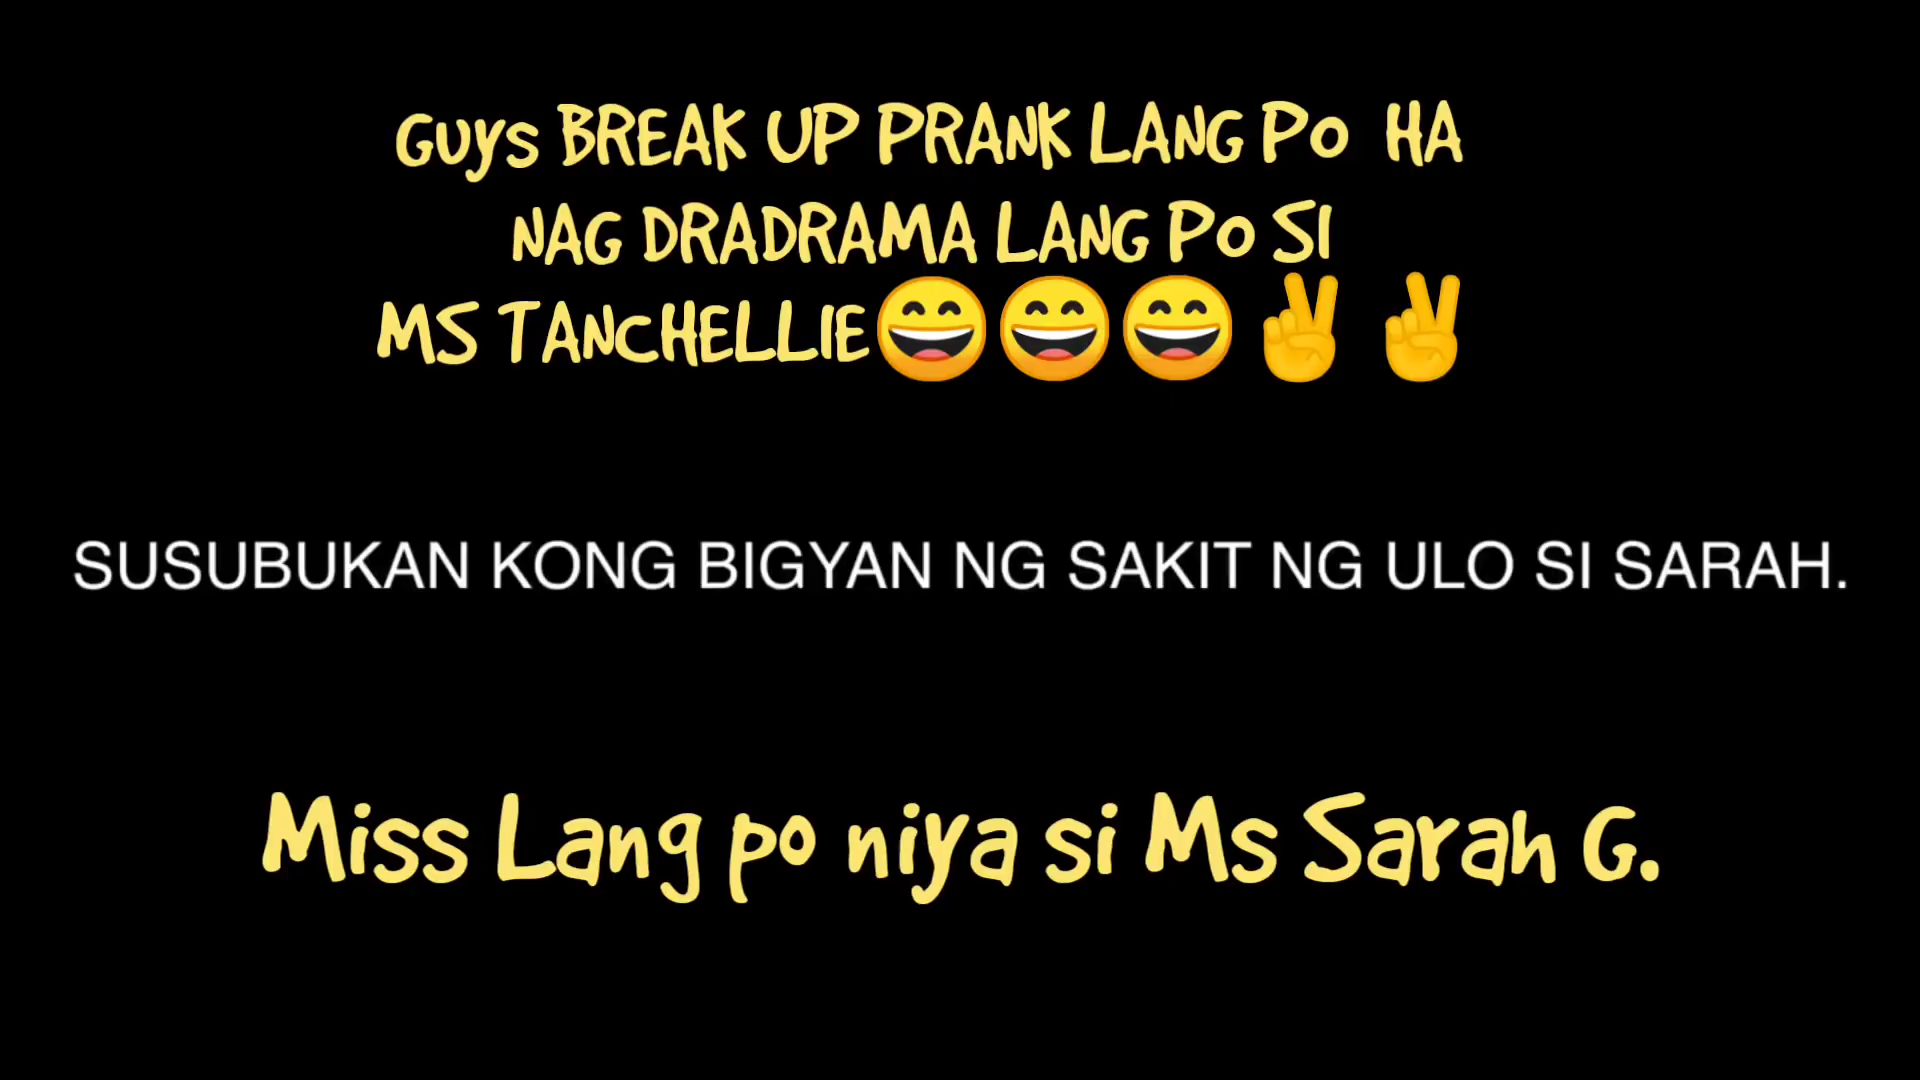 Guys BREAK UP PRANK LANG PO HA
NAG DRADRAMA LANG PO SI
MS TANCHELLIE😄😄😄✌✌
SUSUBUKAN KONG BIGYAN NG SAKIT NG ULO SI SARAH.
Miss Lang po niya si Ms Sarah G.